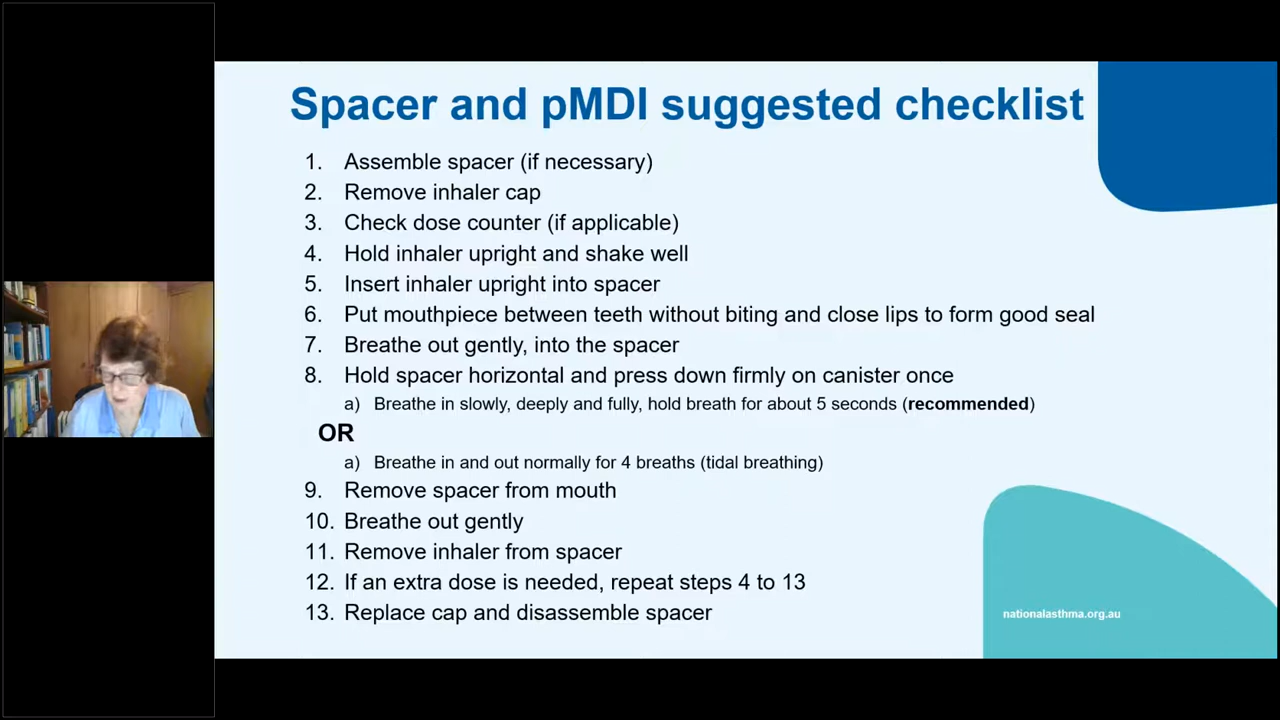 Spacer and pMDI suggested checklist
1. Assemble spacer (if necessary)
2. Remove inhaler cap
3. Check dose counter (if applicable)
4. Hold inhaler upright and shake well
5. Insert inhaler upright into spacer
6. Put mouthpiece between teeth without biting and close lips to form good seal
7. Breathe out gently, into the spacer
8. Hold spacer horizontal and press down firmly on canister once
a) Breathe in slowly, deeply and fully, hold breath for about 5 seconds (recommended)
OR
a) Breathe in and out normally for 4 breaths (tidal breathing)
9. Remove spacer from mouth
10. Breathe out gently
11. Remove inhaler from spacer
12. If an extra dose is needed, repeat steps 4 to 13
13. Replace cap and disassemble spacer
nationalasthma.org.au